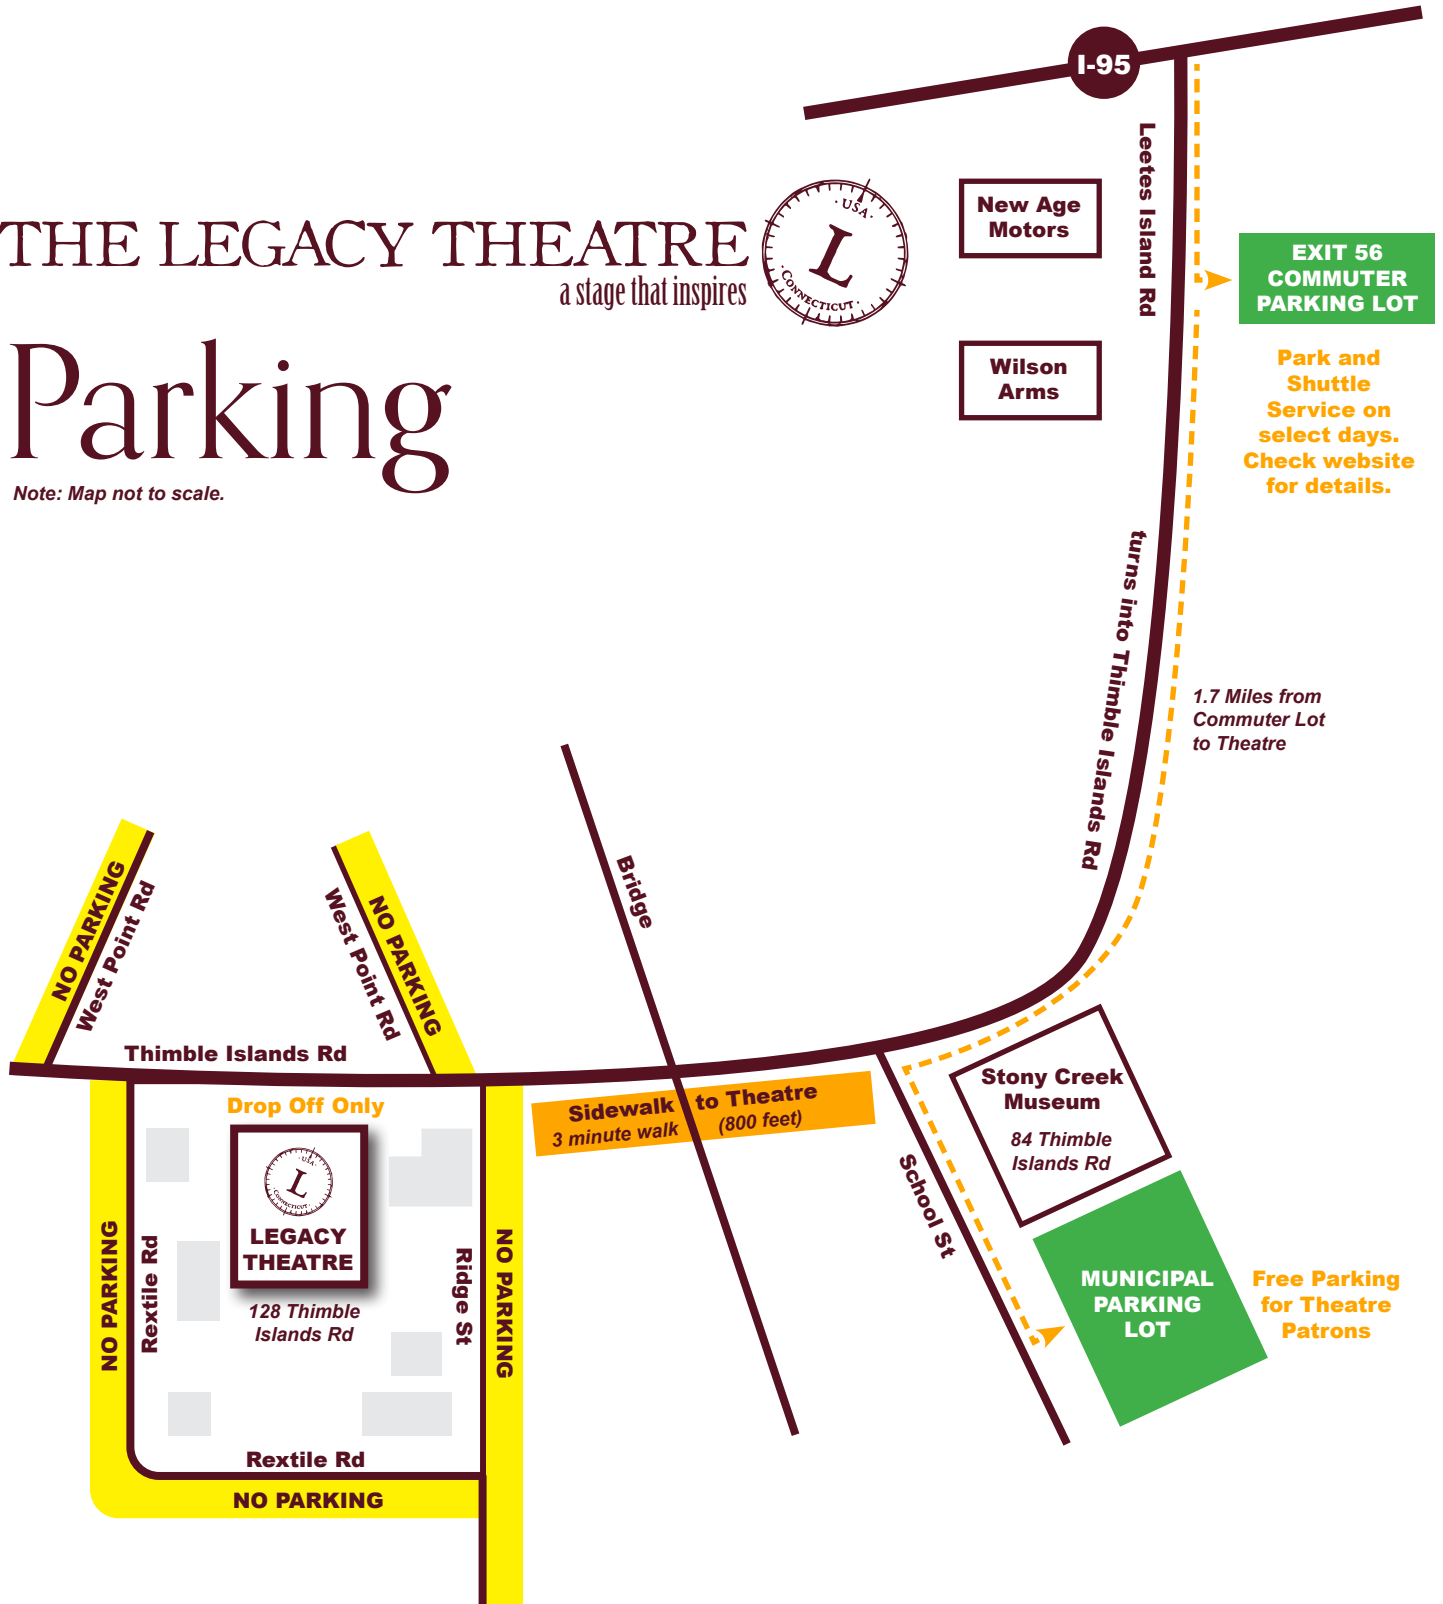 I-95
Leetes Island Rd
New Age
Motors
THE LEGACY THEATRE
a stage that inspires
· USA ·
L
· CONNECTICUT ·
EXIT 56
COMMUTER
PARKING LOT
Wilson
Arms
Park and
Shuttle
Service on
select days.
Check website
for details.
Parking
Note: Map not to scale.
turns into Thimble Islands Rd
1.7 Miles from
Commuter Lot
to Theatre
NO PARKING
West Point Rd
West Point Rd
NO PARKING
Bridge
Thimble Islands Rd
Drop Off Only
Sidewalk to Theatre
3 minute walk (800 feet)
Stony Creek
Museum
84 Thimble
Islands Rd
School St
· USA ·
L
· CONNECTICUT ·
LEGACY
THEATRE
128 Thimble
Islands Rd
NO PARKING
Rextile Rd
Ridge St
NO PARKING
MUNICIPAL
PARKING
LOT
Free Parking
for Theatre
Patrons
Rextile Rd
NO PARKING